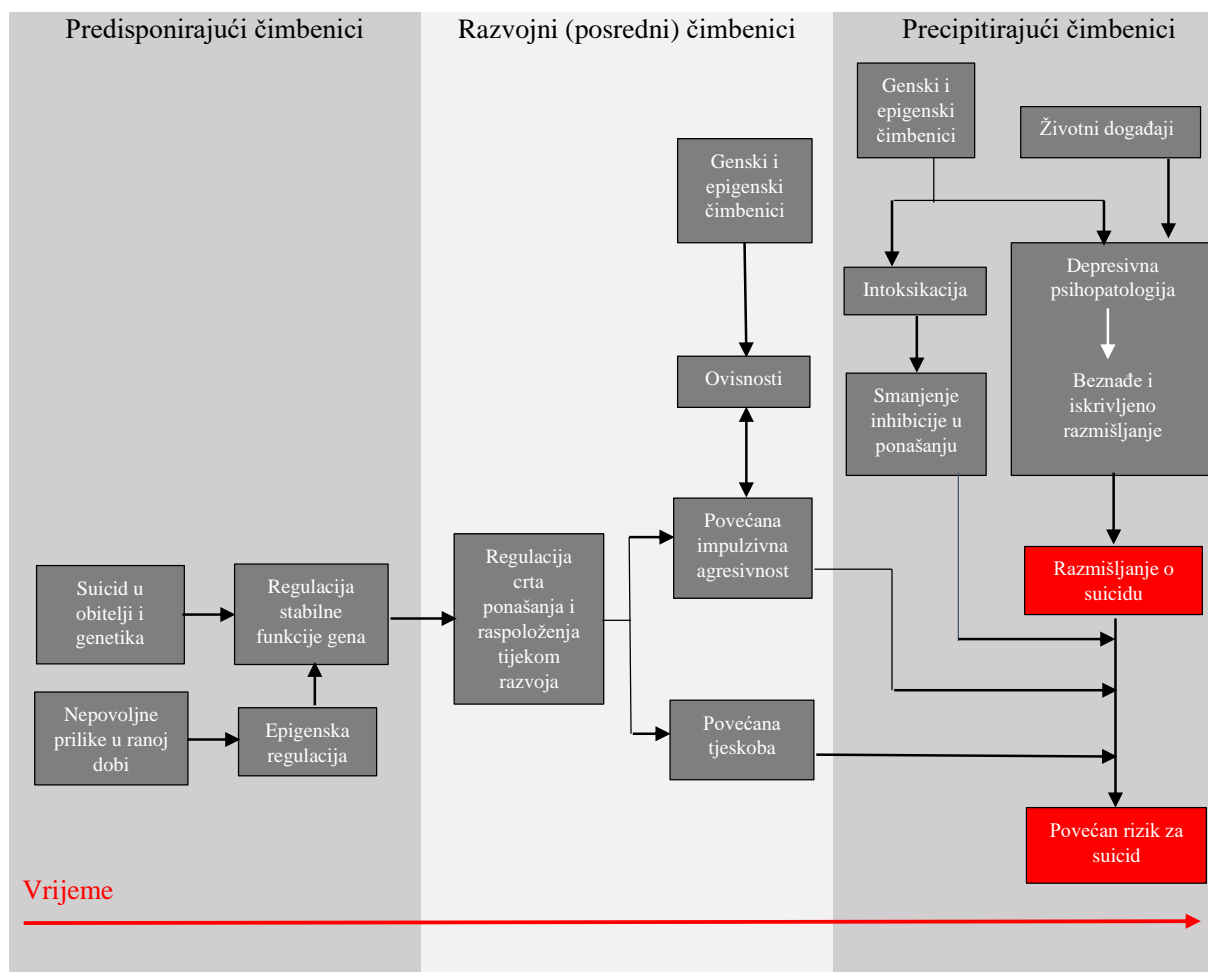 Predisponirajući čimbenici
Razvojni (posredni) čimbenici
Precipitirajući čimbenici
Suicid u
obitelji i
genetika
Regulacija
stabilne
funkcije gena
Nepovoljne
prilike u ranoj
dobi
Epigenska
regulacija
Genski i
epigenski
čimbenici
Ovisnosti
Povećana
impulzivna
agresivnost
Regulacija
crta
ponašanja i
raspoloženja
tijekom
razvoja
Povećana
tjeskoba
Genski i
epigenski
čimbenici
Životni događaji
Intoksikacija
Depresivna
psihopatologija
Smanjenje
inhibicije u
ponašanju
Beznađe i
iskrivljeno
razmišljanje
Razmišljanje o
suicidu
Povećan rizik za
suicid
Vrijeme